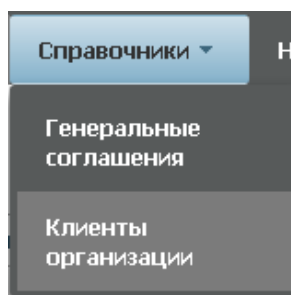 Справочники
Генеральные
соглашения
Клиенты
организации